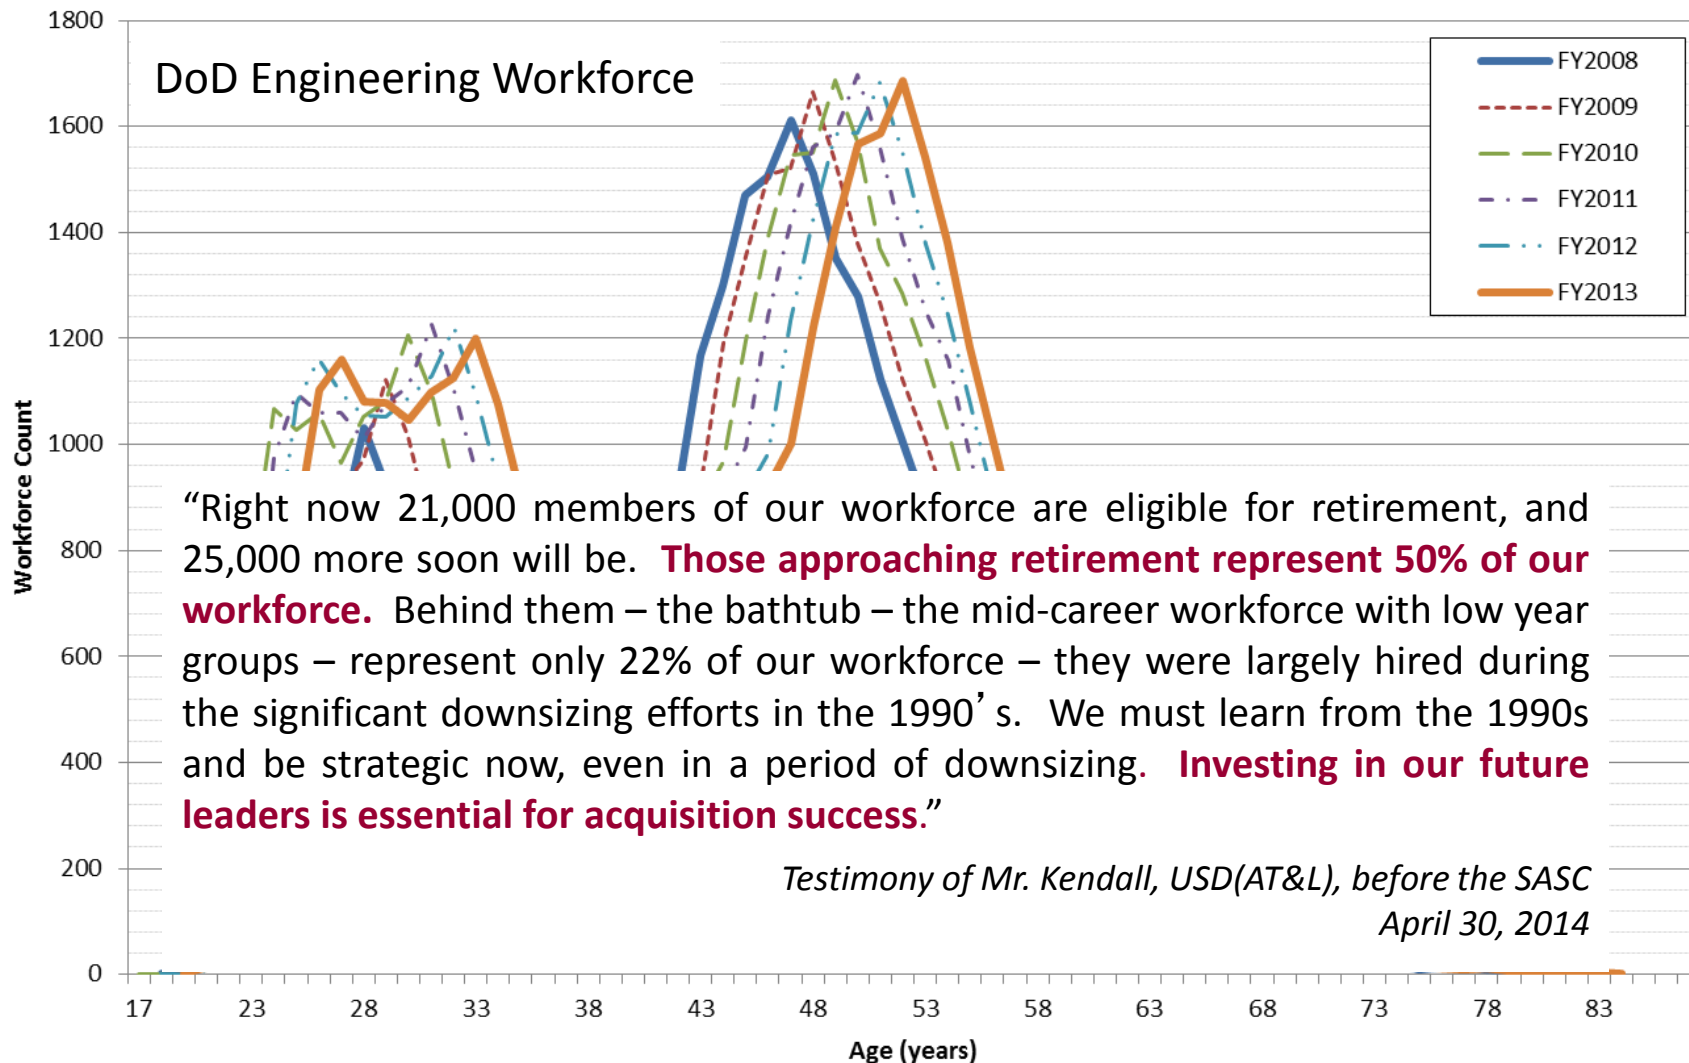 1800
1600
1400
1200
1000
800
600
400
200
0
Workforce Count
DoD Engineering Workforce
FY2008
FY2009
FY2010
FY2011
FY2012
FY2013
“Right now 21,000 members of our workforce are eligible for retirement, and
25,000 more soon will be. Those approaching retirement represent 50% of our
workforce. Behind them – the bathtub – the mid-career workforce with low year
groups – represent only 22% of our workforce – they were largely hired during
the significant downsizing efforts in the 1990’ s. We must learn from the 1990s
and be strategic now, even in a period of downsizing. Investing in our future
leaders is essential for acquisition success.”
Testimony of Mr. Kendall, USD(AT&L), before the SASC
April 30, 2014
17 23 28 33 38 43 48 53 58 63 68 73 78 83
Age (years)